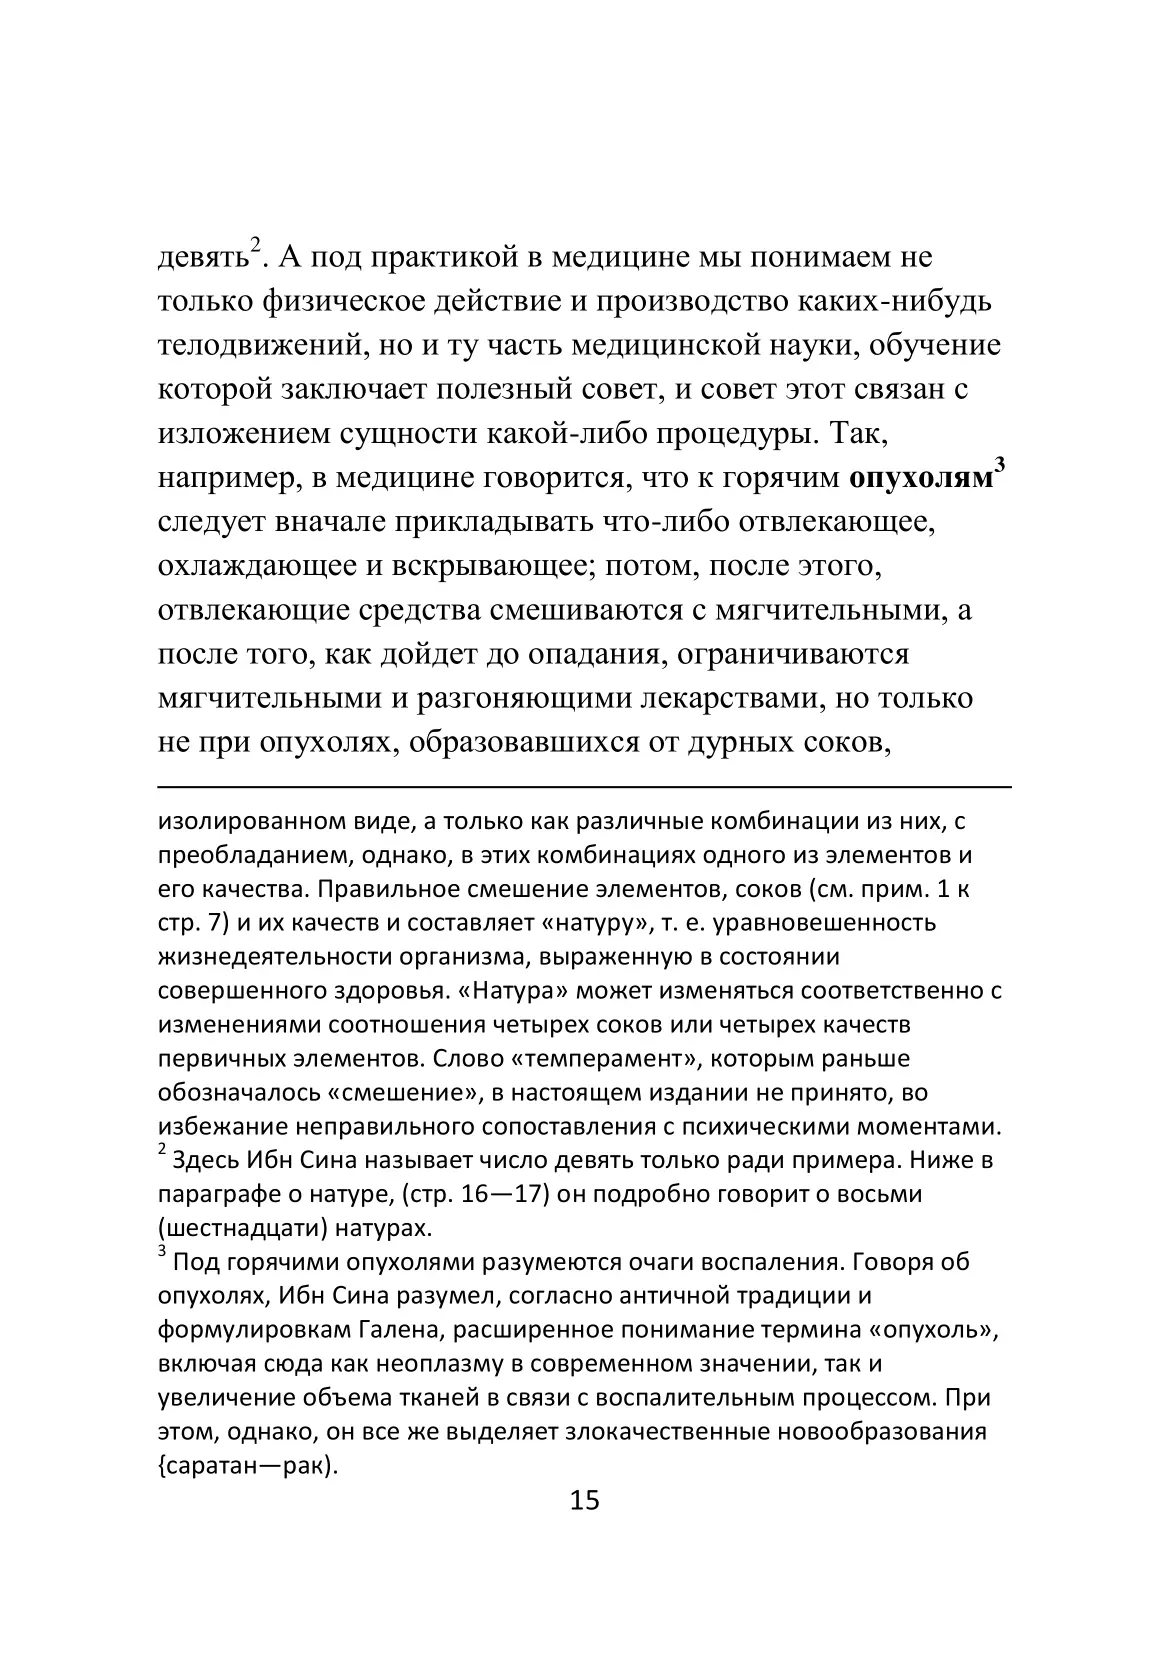 девять². А под практикой в медицине мы понимаем не
только физическое действие и производство каких-нибудь
телодвижений, но и ту часть медицинской науки, обучение
которой заключает полезный совет, и совет этот связан с
изложением сущности какой-либо процедуры. Так,
например, в медицине говорится, что к горячим опухолям³
следует вначале прикладывать что-либо отвлекающее,
охлаждающее и вскрывающее; потом, после этого,
отвлекающие средства смешиваются с мягчительными, а
после того, как дойдет до опадания, ограничиваются
мягчительными и разгоняющими лекарствами, но только
не при опухолях, образовавшихся от дурных соков,
изолированном виде, а только как различные комбинации из них, с
преобладанием, однако, в этих комбинациях одного из элементов и
его качества. Правильное смешение элементов, соков (см. прим. 1 к
стр. 7) и их качеств и составляет «натуру», т. е. уравновешенность
жизнедеятельности организма, выраженную в состоянии
совершенного здоровья. «Натура» может изменяться соответственно с
изменениями соотношения четырех соков или четырех качеств
первичных элементов. Слово «темперамент», которым раньше
обозначалось «смешение», в настоящем издании не принято, во
избежание неправильного сопоставления с психическими моментами.
² Здесь Ибн Сина называет число девять только ради примера. Ниже в
параграфе о натуре, (стр. 16—17) он подробно говорит о восьми
(шестнадцати) натурах.
³ Под горячими опухолями разумеются очаги воспаления. Говоря об
опухолях, Ибн Сина разумел, согласно античной традиции и
формулировкам Галена, расширенное понимание термина «опухоль»,
включая сюда как неоплазму в современном значении, так и
увеличение объема тканей в связи с воспалительным процессом. При
этом, однако, он все же выделяет злокачественные новообразования
{саратан—рак).
15